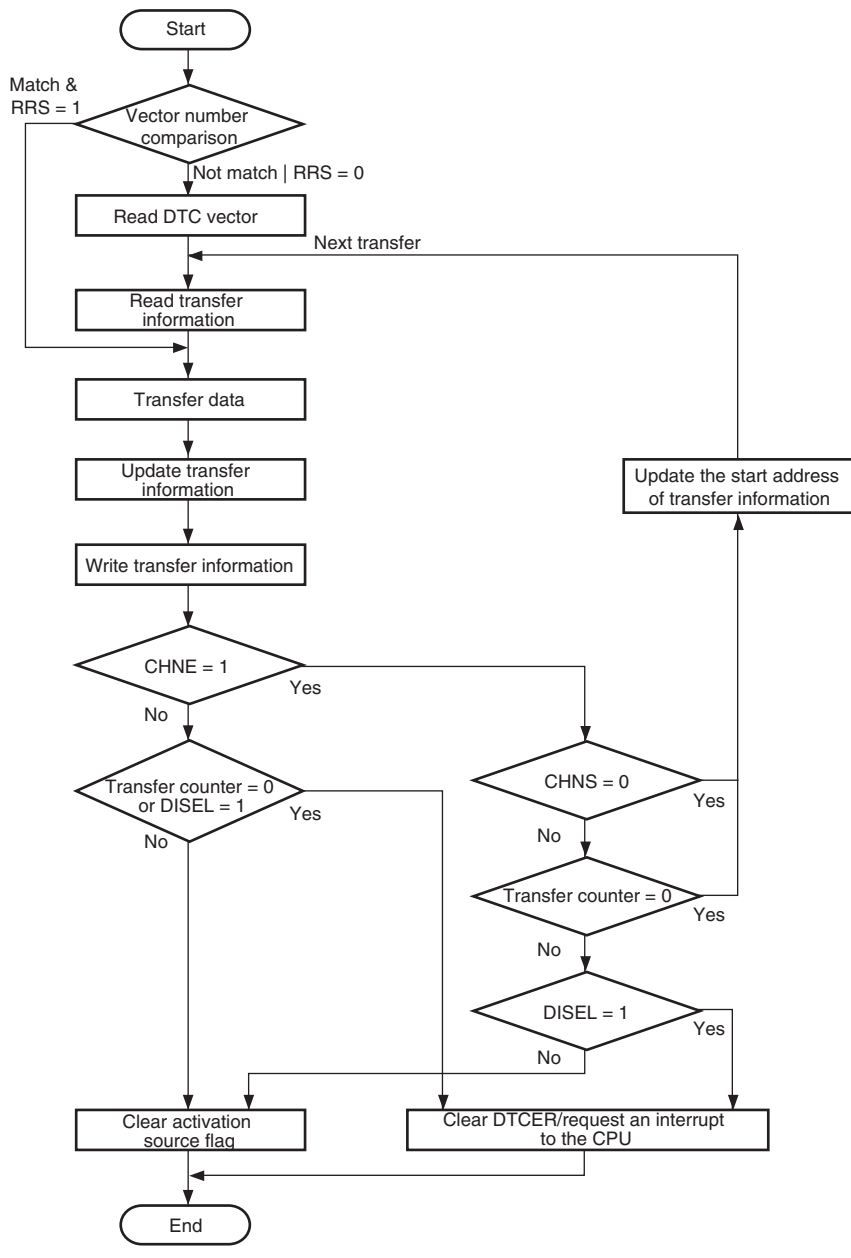 Start
Match &
RRS = 1
Vector number
comparison
Not match | RRS = 0
Read DTC vector
Next transfer
Read transfer
information
Transfer data
Update transfer
information
Update the start address
of transfer information
Write transfer information
CHNE = 1
Yes
No
Transfer counter = 0
or DISEL = 1
Yes
No
CHNS = 0
Yes
No
Transfer counter = 0
Yes
No
DISEL = 1
Yes
No
Clear activation
source flag
Clear DTCER/request an interrupt
to the CPU
End